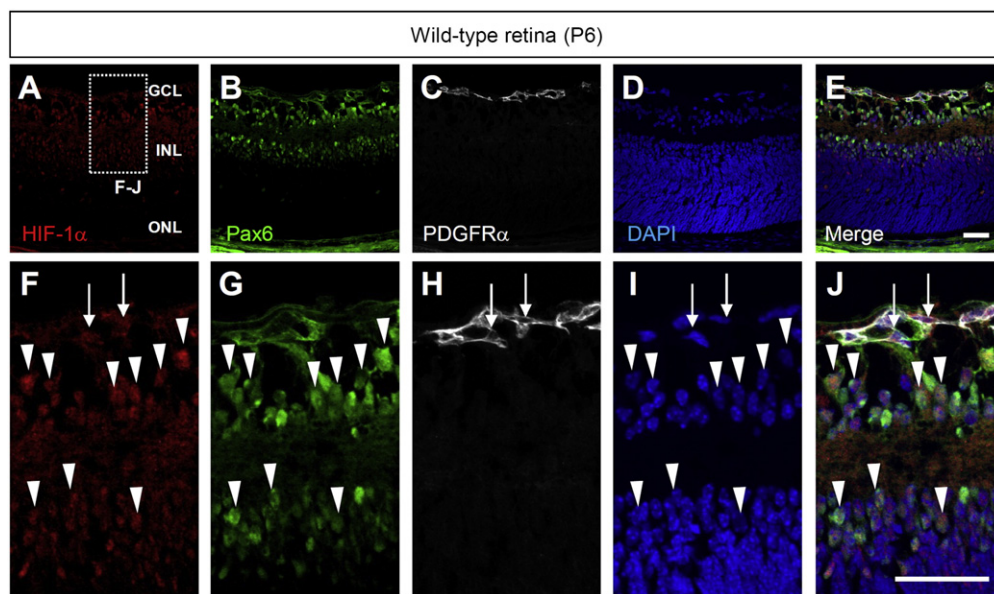 Wild-type retina (P6)
A
GCL
INL
F-J
ONL
HIF-1α
B
Pax6
C
PDGFRα
D
DAPI
E
Merge
F
G
H
I
J